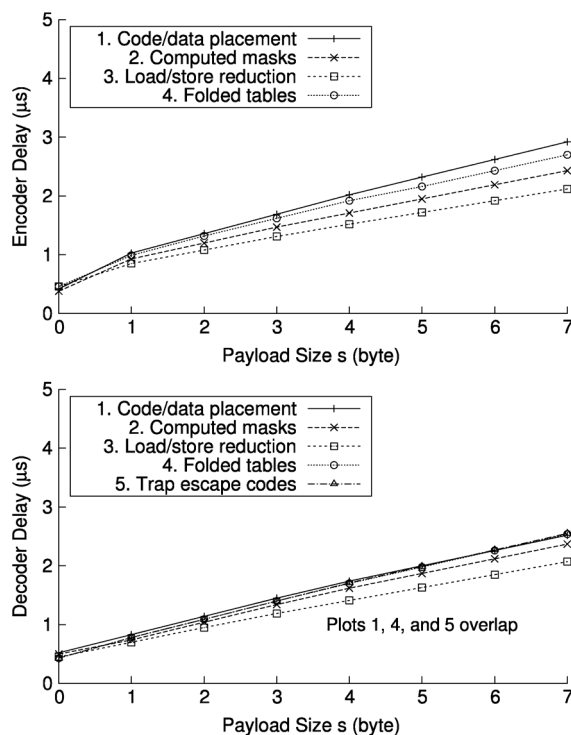 5
4
3
2
1
0
Encoder Delay (μs)
1. Code/data placement
2. Computed masks
3. Load/store reduction
4. Folded tables
0 1 2 3 4 5 6 7
Payload Size s (byte)
5
4
3
2
1
0
Decoder Delay (μs)
1. Code/data placement
2. Computed masks
3. Load/store reduction
4. Folded tables
5. Trap escape codes
Plots 1, 4, and 5 overlap
0 1 2 3 4 5 6 7
Payload Size s (byte)